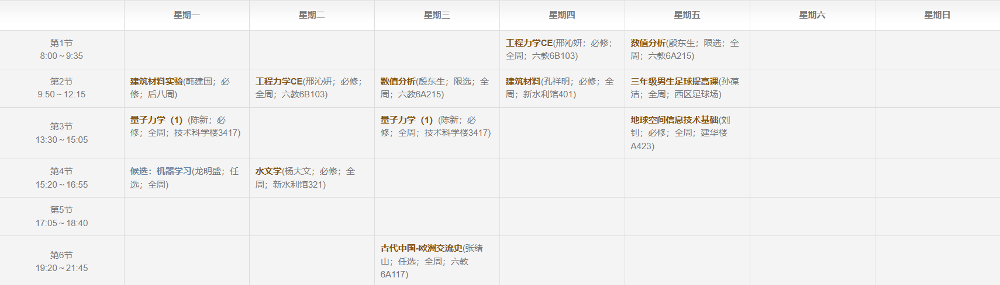 星期一
星期二
星期三
星期四
星期五
星期六
星期日
第1节
8:00～9:35
工程力学CE(邢沁妍；必修；
全周；六教6B103)
数值分析(殷东生；限选；全
周；六教6A215)
第2节
9:50～12:15
建筑材料实验(韩建国；必
修；后八周)
工程力学CE(邢沁妍；必修；
全周；六教6B103)
数值分析(殷东生；限选；全
周；六教6A215)
建筑材料(孔祥明；必修；全
周；新水利馆401)
三年级男生足球提高课(孙葆
洁；全周；西区足球场)
第3节
13:30～15:05
量子力学（1）(陈新；必
修；全周；技术科学楼3417)
量子力学（1）(陈新；必
修；全周；技术科学楼3417)
地球空间信息技术基础(刘
钊；必修；全周；建华楼
A423)
第4节
15:20～16:55
候选：机器学习(龙明盛；任
选；全周)
水文学(杨大文；必修；全
周；新水利馆321)
第5节
17:05～18:40
第6节
19:20～21:45
古代中国-欧洲交流史(张绪
山；任选；全周；六教
6A117)